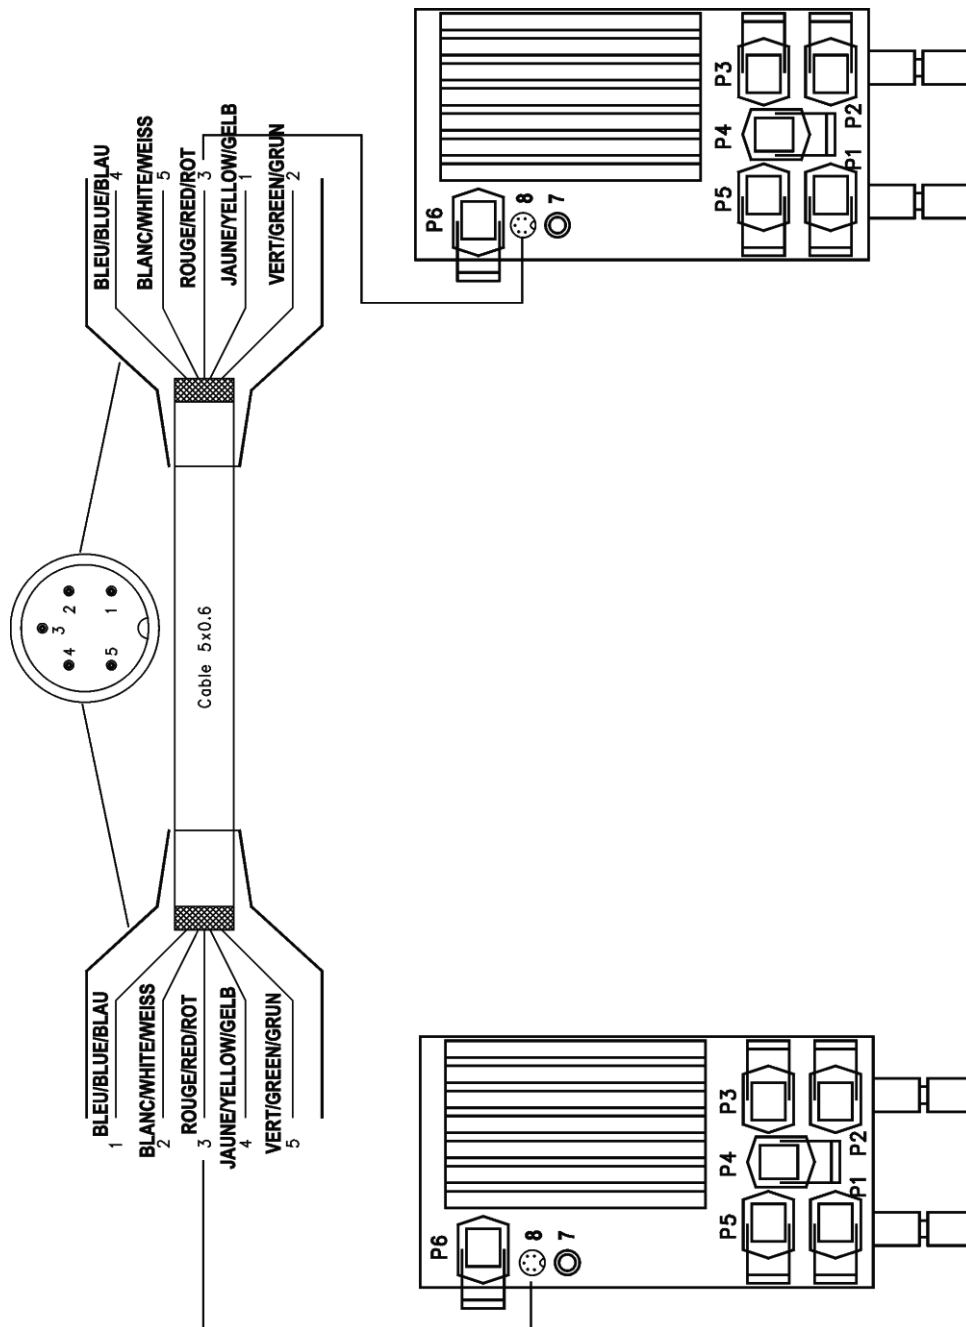 BLEU/BLUE/BLAU
4
BLANC/WHITE/WEISS
5
ROUGE/RED/ROT
3
JAUNE/YELLOW/GELB
1
VERT/GREEN/GRUN
2
P6
8
7
P3
P4
P5
P2
P1
2
1
3
4
5
Cable 5x0.6
BLEU/BLUE/BLAU
1
BLANC/WHITE/WEISS
2
ROUGE/RED/ROT
3
JAUNE/YELLOW/GELB
4
VERT/GREEN/GRUN
5
P6
8
7
P3
P4
P5
P2
P1